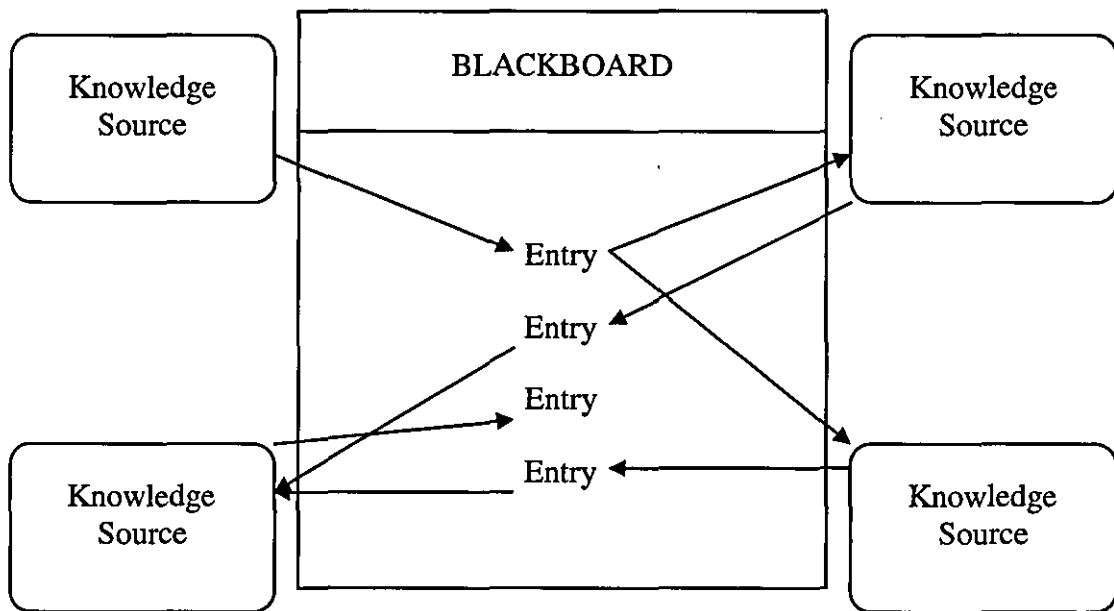 BLACKBOARD
Knowledge
Source
Knowledge
Source
Entry
Entry
Entry
Entry
Knowledge
Source
Knowledge
Source